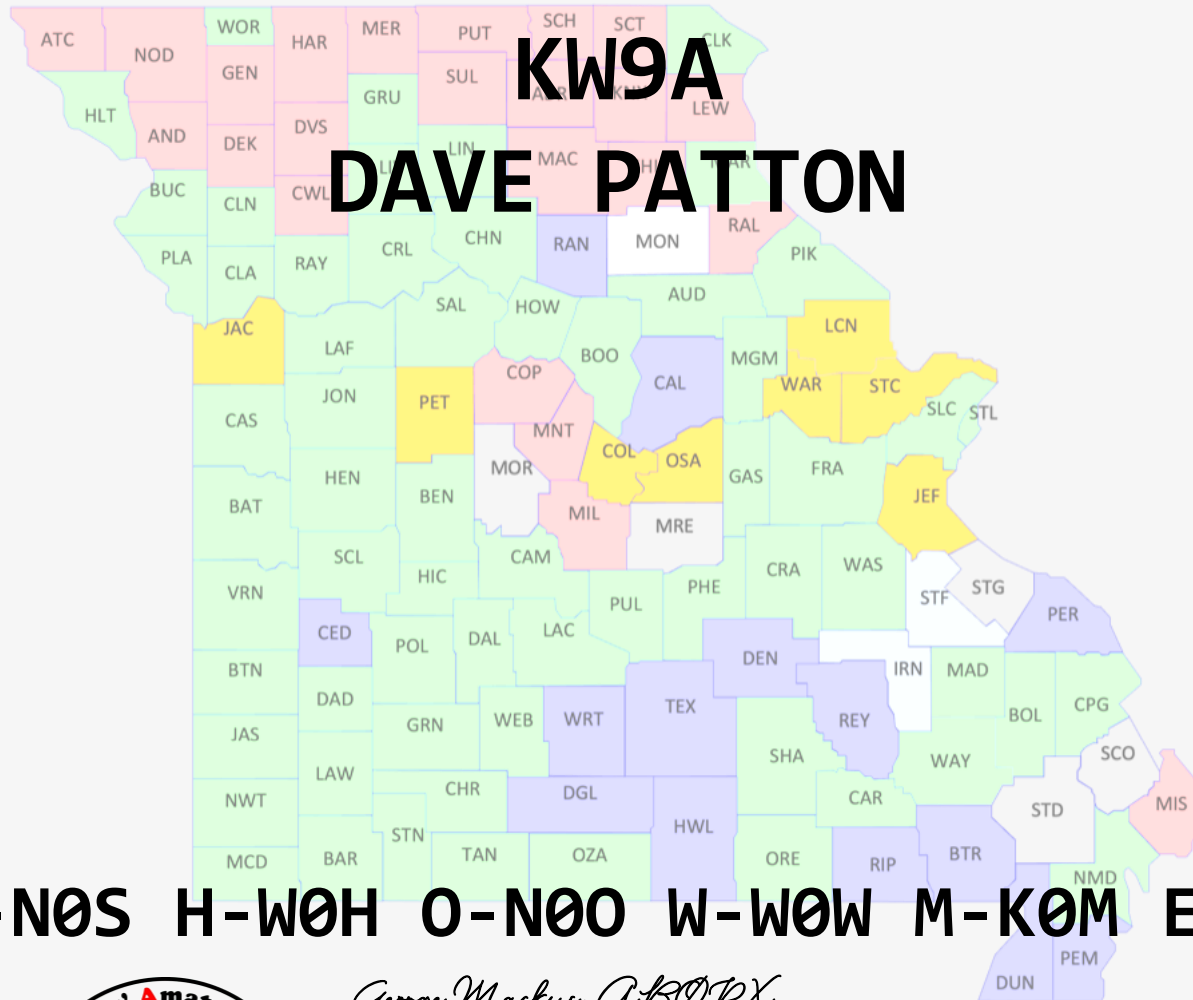 WOR SCH SCT
ATC NOD HAR MER PUT CLK
KW9A
GEN SUL
HLT GRU ADR KNX LEW
AND DEK DVS LIN MAC
DAVE PATTON
BUC CLN CWL
PLA CLA RAY CRL CHN RAN MON RAL PIK
JAC SAL HOW AUD LCN
LAF BOO MGM
JON PET COP CAL WAR STC
CAS MNT SLC STL
HEN MOR COL OSA GAS FRA
BAT BEN MIL MRE JEF
SCL CAM CRA WAS
VRN HIC PUL PHE STF STG
CED POL DAL LAC PER
BTN DAD DEN IRN MAD
JAS GRN WEB WRT TEX REY BOL CPG
LAW SHA WAY SCO
NWT CHR DGL CAR STD MIS
STN HWL
MCD BAR TAN OZA ORE RIP BTR
NMD
-N0S H-W0H O-N0O W-W0W M-K0M E
PEM
DUN